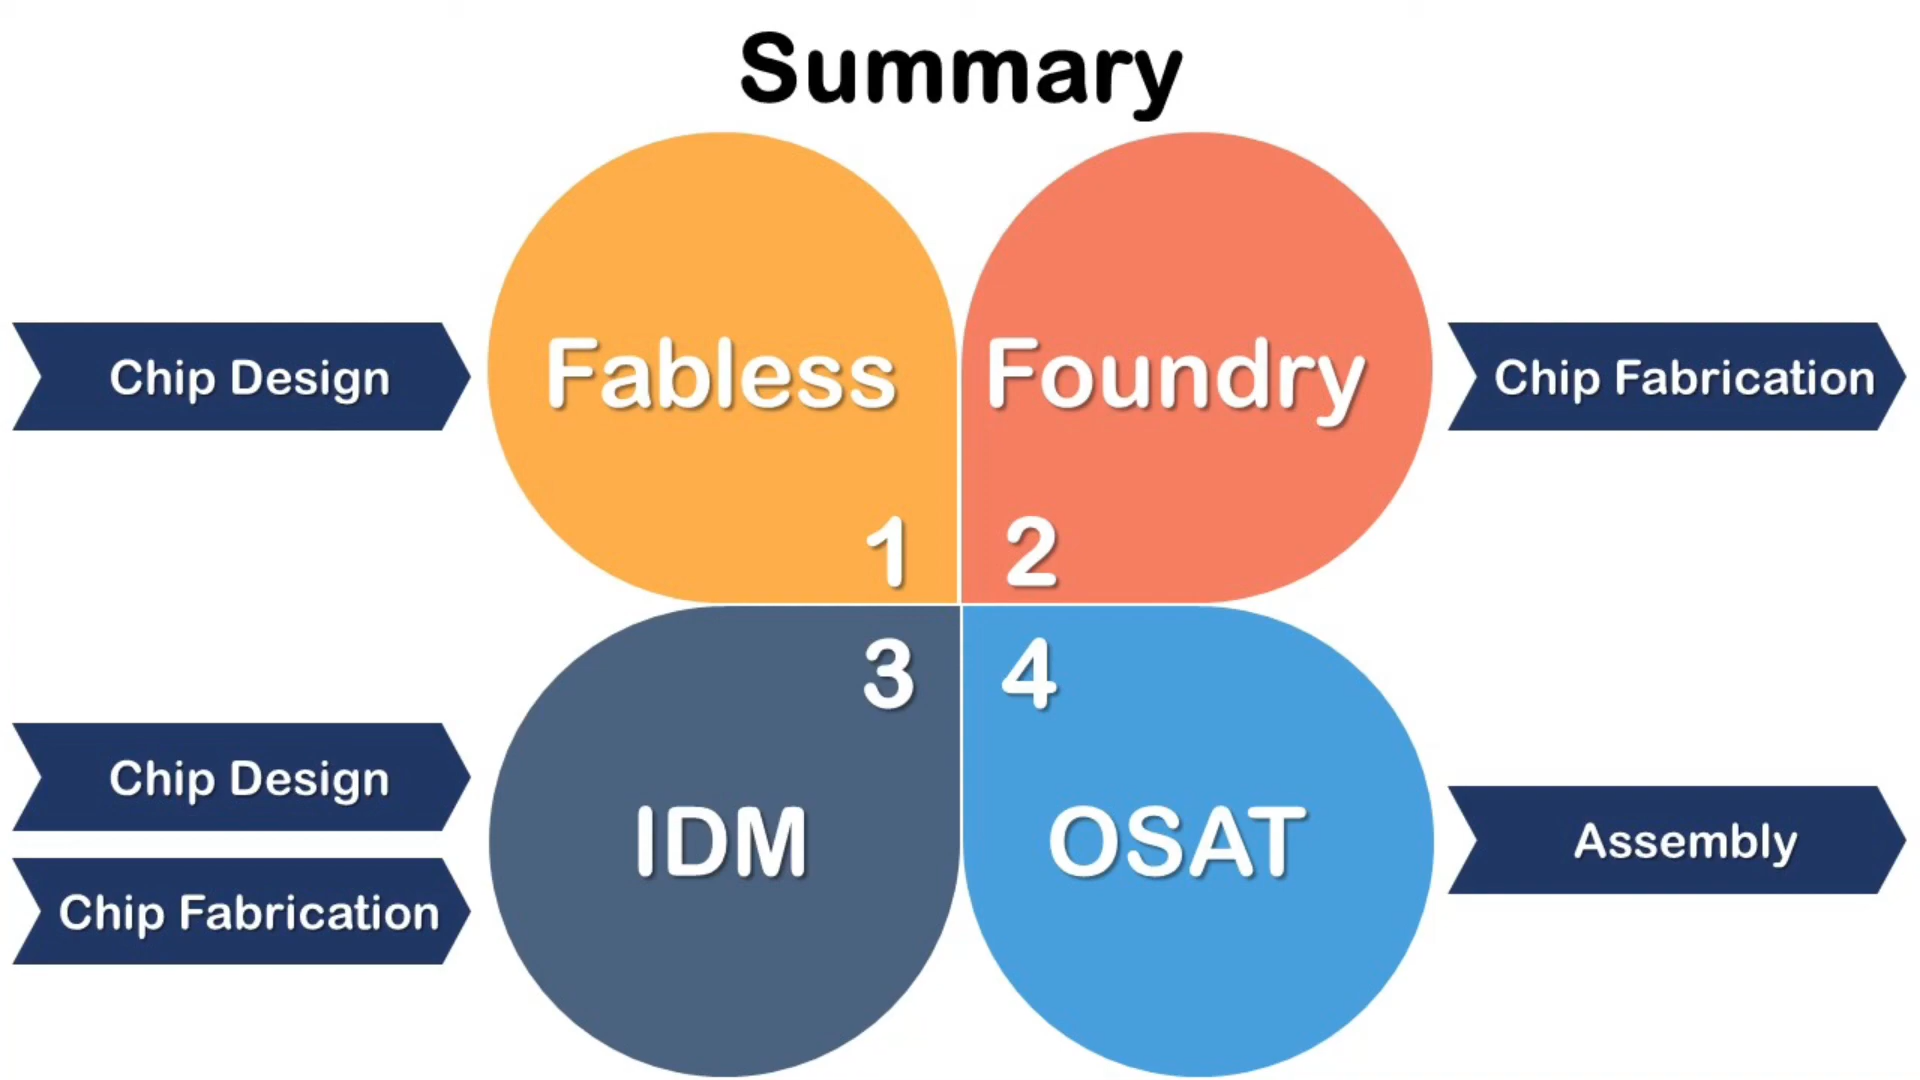 Summary
Chip Design
Fabless
1
Foundry
2
Chip Fabrication
Chip Design
Chip Fabrication
3
IDM
4
OSAT
Assembly